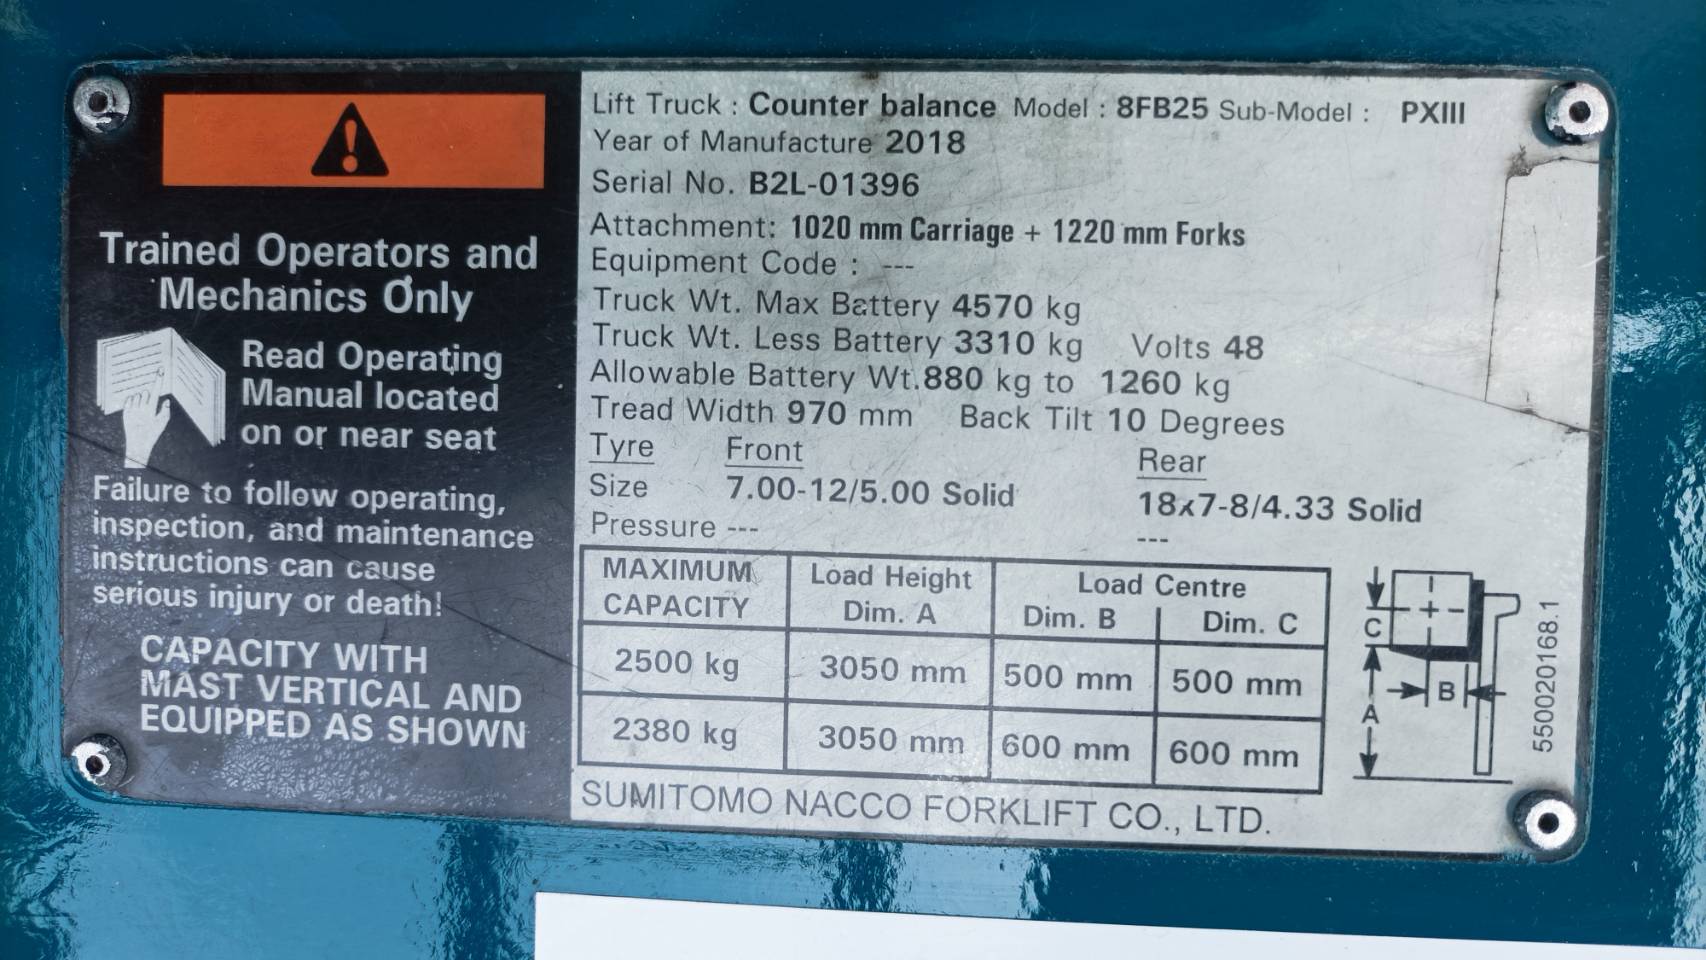 Trained Operators and
Mechanics Only
Read Operating
Manual located
on or near seat
Failure to follow operating,
inspection, and maintenance
instructions can cause
serious injury or death!
CAPACITY WITH
MAST VERTICAL AND
EQUIPPED AS SHOWN
Lift Truck : Counter balance Model : 8FB25 Sub-Model : PXIII
Year of Manufacture 2018
Serial No. B2L-01396
Attachment: 1020 mm Carriage + 1220 mm Forks
Equipment Code : ---
Truck Wt. Max Battery 4570 kg
Truck Wt. Less Battery 3310 kg Volts 48
Allowable Battery Wt.880 kg to 1260 kg
Tread Width 970 mm Back Tilt 10 Degrees
Tyre Front Rear
Size 7.00-12/5.00 Solid 18x7-8/4.33 Solid
Pressure --- ---
MAXIMUM CAPACITY Load Height Dim. A Load Centre Dim. B Dim. C
2500 kg 3050 mm 500 mm 500 mm
2380 kg 3050 mm 600 mm 600 mm
C
B
A
550020168.1
SUMITOMO NACCO FORKLIFT CO., LTD.